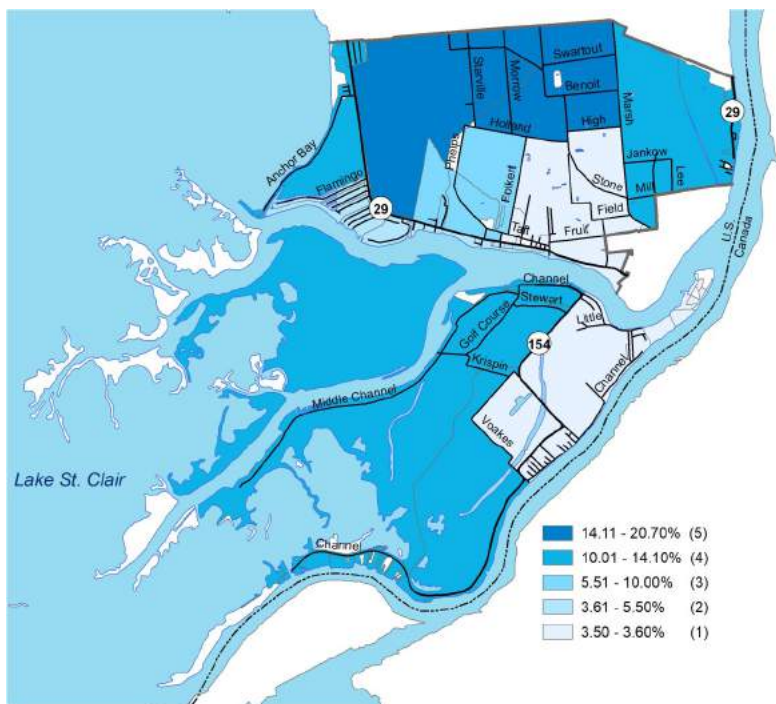 Swartout
Starville
Morrow
Benoit
Marsh
29
Holland
High
Anchor Bay
Phelps
Jankow
Flamingo
Folkert
Stone
Mill
Lee
29
Field
Taft
Fruit
U.S.
Canada
Channel
Stewart
Little
Golf Course
154
Krispin
Channel
Middle Channel
Voakes
Lake St. Clair
Channel
14.11 - 20.70% (5)
10.01 - 14.10% (4)
5.51 - 10.00% (3)
3.61 - 5.50% (2)
3.50 - 3.60% (1)